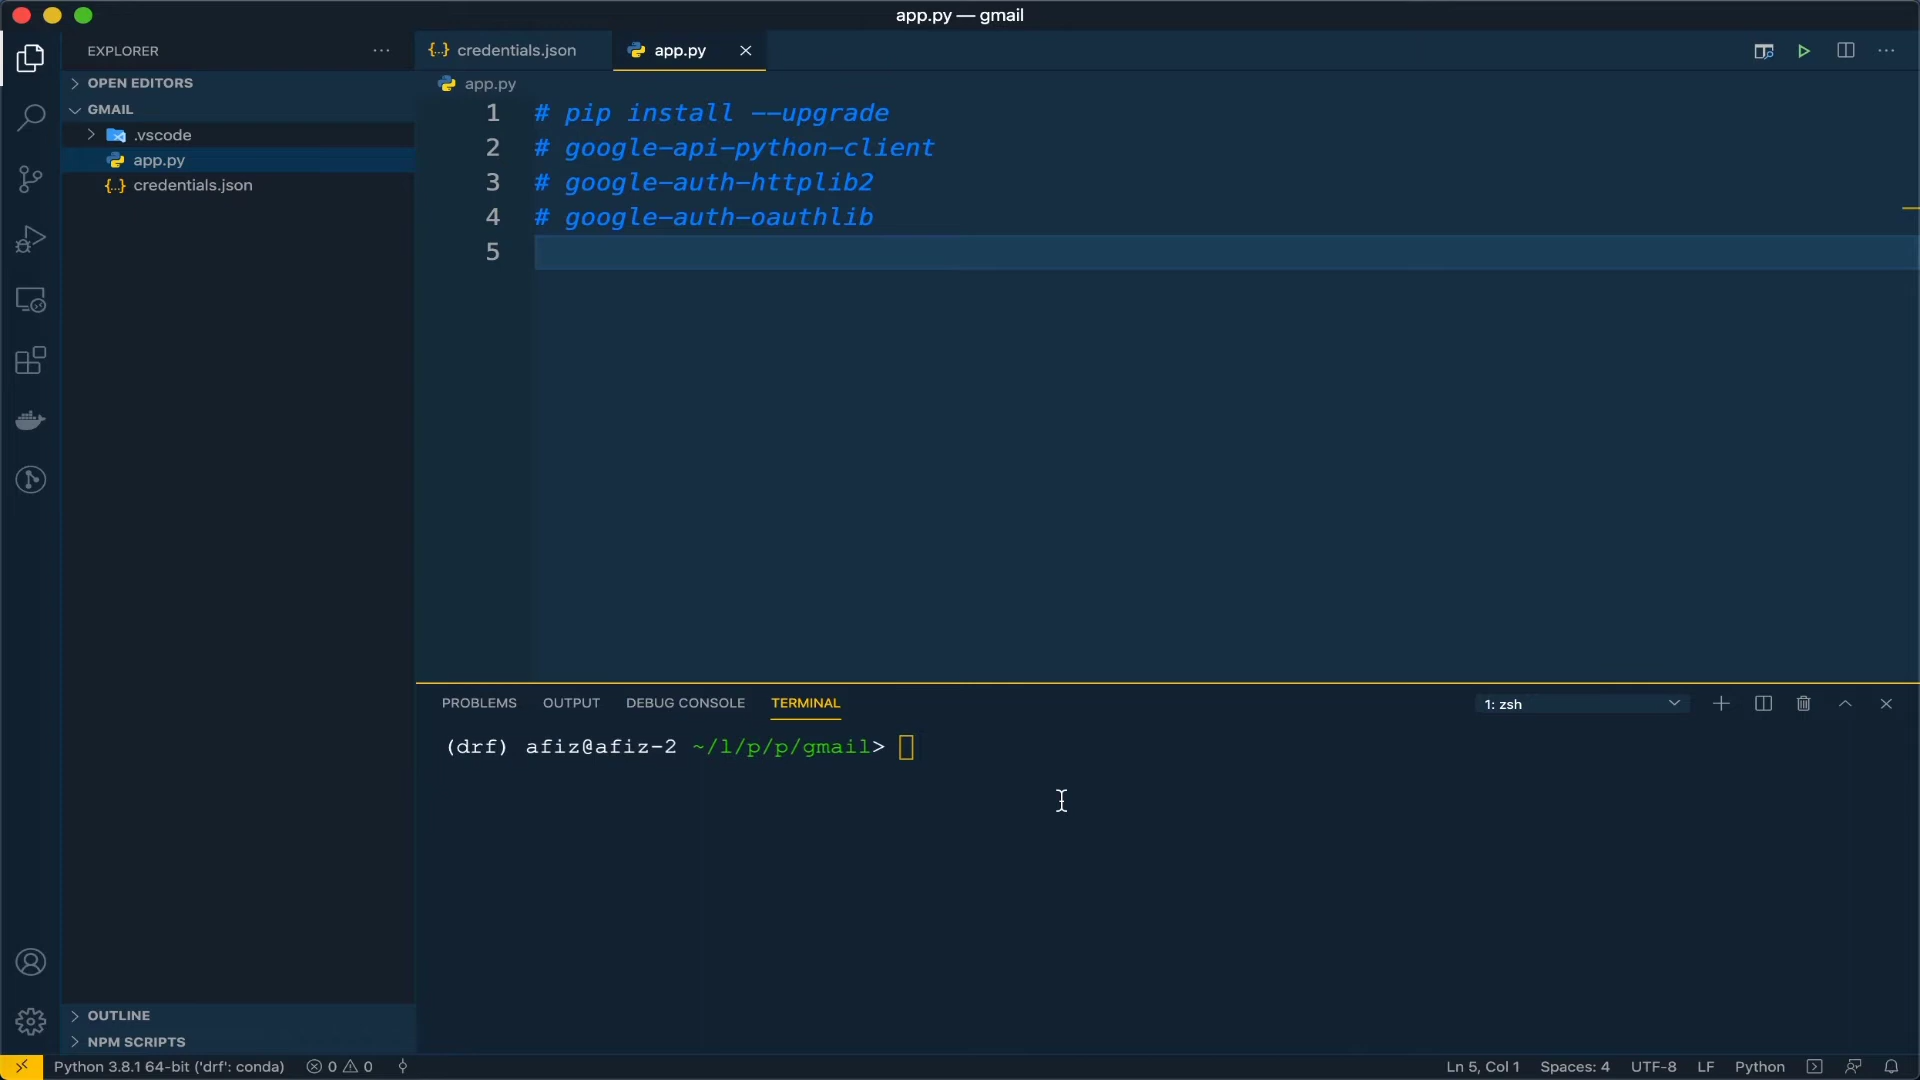 app.py — gmail
EXPLORER
OPEN EDITORS
GMAIL
.vscode
app.py
credentials.json
OUTLINE
NPM SCRIPTS
{..} credentials.json
app.py
app.py
1 # pip install --upgrade
2 # google-api-python-client
3 # google-auth-httplib2
4 # google-auth-oauthlib
5
PROBLEMS OUTPUT DEBUG CONSOLE TERMINAL 1: zsh
(drf) afiz@afiz-2 ~/l/p/p/gmail>
Python 3.8.1 64-bit ('drf': conda) 0 0 Ln 5, Col 1 Spaces: 4 UTF-8 LF Python